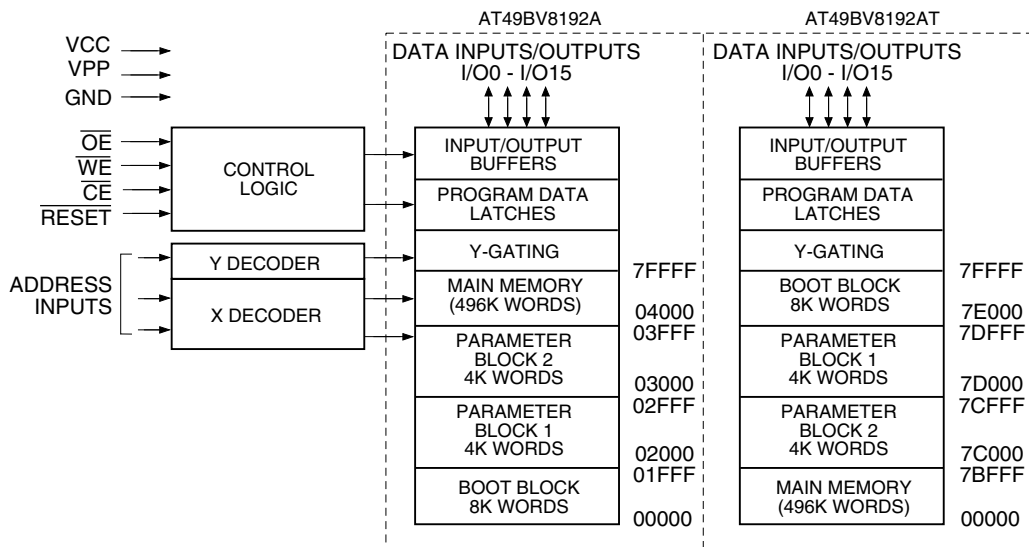 AT49BV8192A
AT49BV8192AT
VCC
VPP
GND
OE
WE
CE
RESET
ADDRESS
INPUTS
CONTROL
LOGIC
Y DECODER
X DECODER
DATA INPUTS/OUTPUTS
I/O0 - I/O15
INPUT/OUTPUT
BUFFERS
PROGRAM DATA
LATCHES
Y-GATING
7FFFF
MAIN MEMORY
(496K WORDS)
04000
03FFF
PARAMETER
BLOCK 2
4K WORDS
03000
02FFF
PARAMETER
BLOCK 1
4K WORDS
02000
01FFF
BOOT BLOCK
8K WORDS
00000
DATA INPUTS/OUTPUTS
I/O0 - I/O15
INPUT/OUTPUT
BUFFERS
PROGRAM DATA
LATCHES
Y-GATING
7FFFF
BOOT BLOCK
8K WORDS
7E000
7DFFF
PARAMETER
BLOCK 1
4K WORDS
7D000
7CFFF
PARAMETER
BLOCK 2
4K WORDS
7C000
7BFFF
MAIN MEMORY
(496K WORDS)
00000